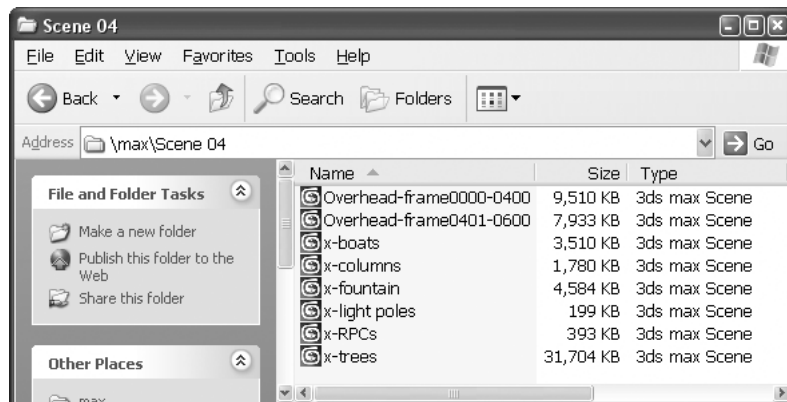 Scene 04
File Edit View Favorites Tools Help
Back Search Folders
Address \max\Scene 04 Go
File and Folder Tasks
Make a new folder
Publish this folder to the
Web
Share this folder
Other Places
max
Name Size Type
Overhead-frame0000-0400 9,510 KB 3ds max Scene
Overhead-frame0401-0600 7,933 KB 3ds max Scene
x-boats 3,510 KB 3ds max Scene
x-columns 1,780 KB 3ds max Scene
x-fountain 4,584 KB 3ds max Scene
x-light poles 199 KB 3ds max Scene
x-RPCs 393 KB 3ds max Scene
x-trees 31,704 KB 3ds max Scene